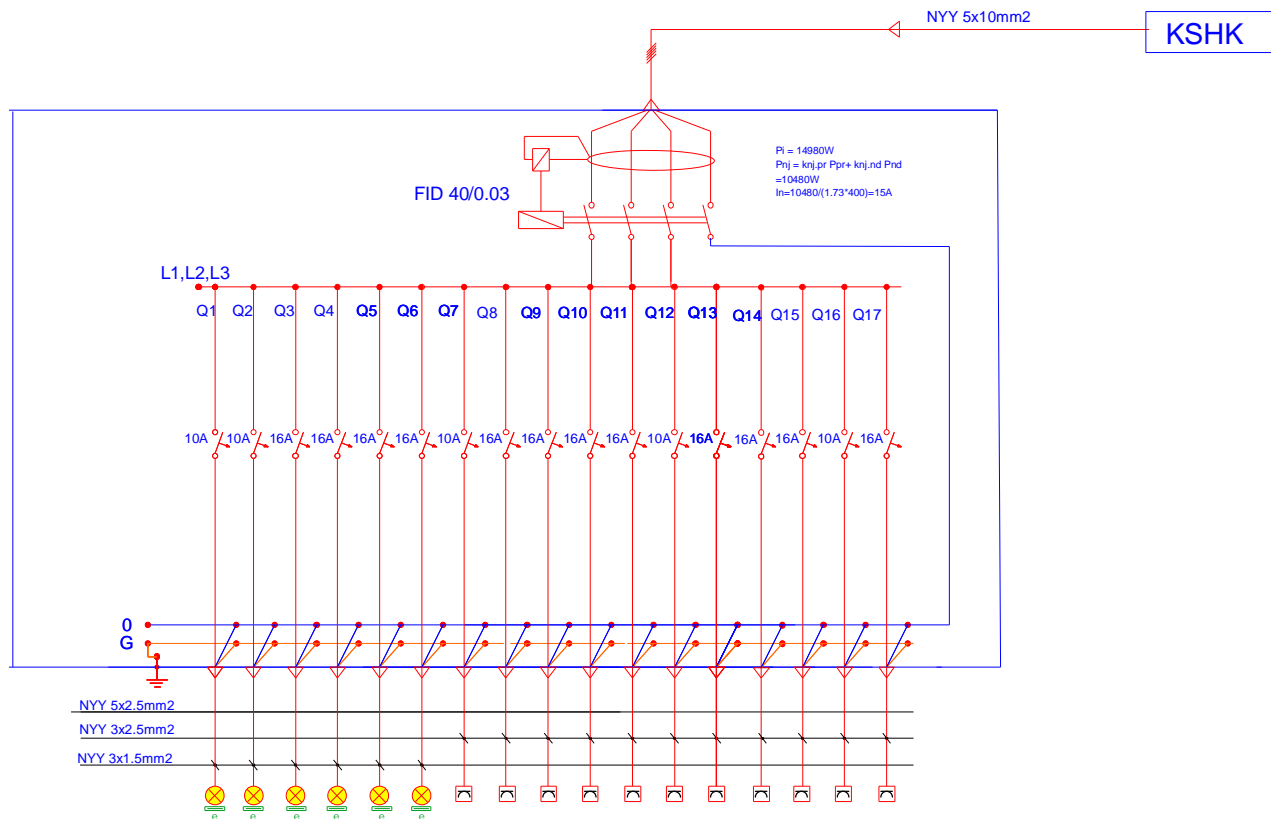 NYY 5x10mm2
KSHK
Pi = 14980W
Pnj = knj.pr Ppr+ knj.nd Pnd
=10480W
In=10480/(1.73*400)=15A
FID 40/0.03
L1,L2,L3
Q1 Q2 Q3 Q4 Q5 Q6 Q7 Q8 Q9 Q10 Q11 Q12 Q13 Q14 Q15 Q16 Q17
10A 10A 16A 16A 16A 16A 10A 16A 16A 16A 16A 10A 16A 16A 16A 10A 16A
0
G
NYY 5x2.5mm2
NYY 3x2.5mm2
NYY 3x1.5mm2